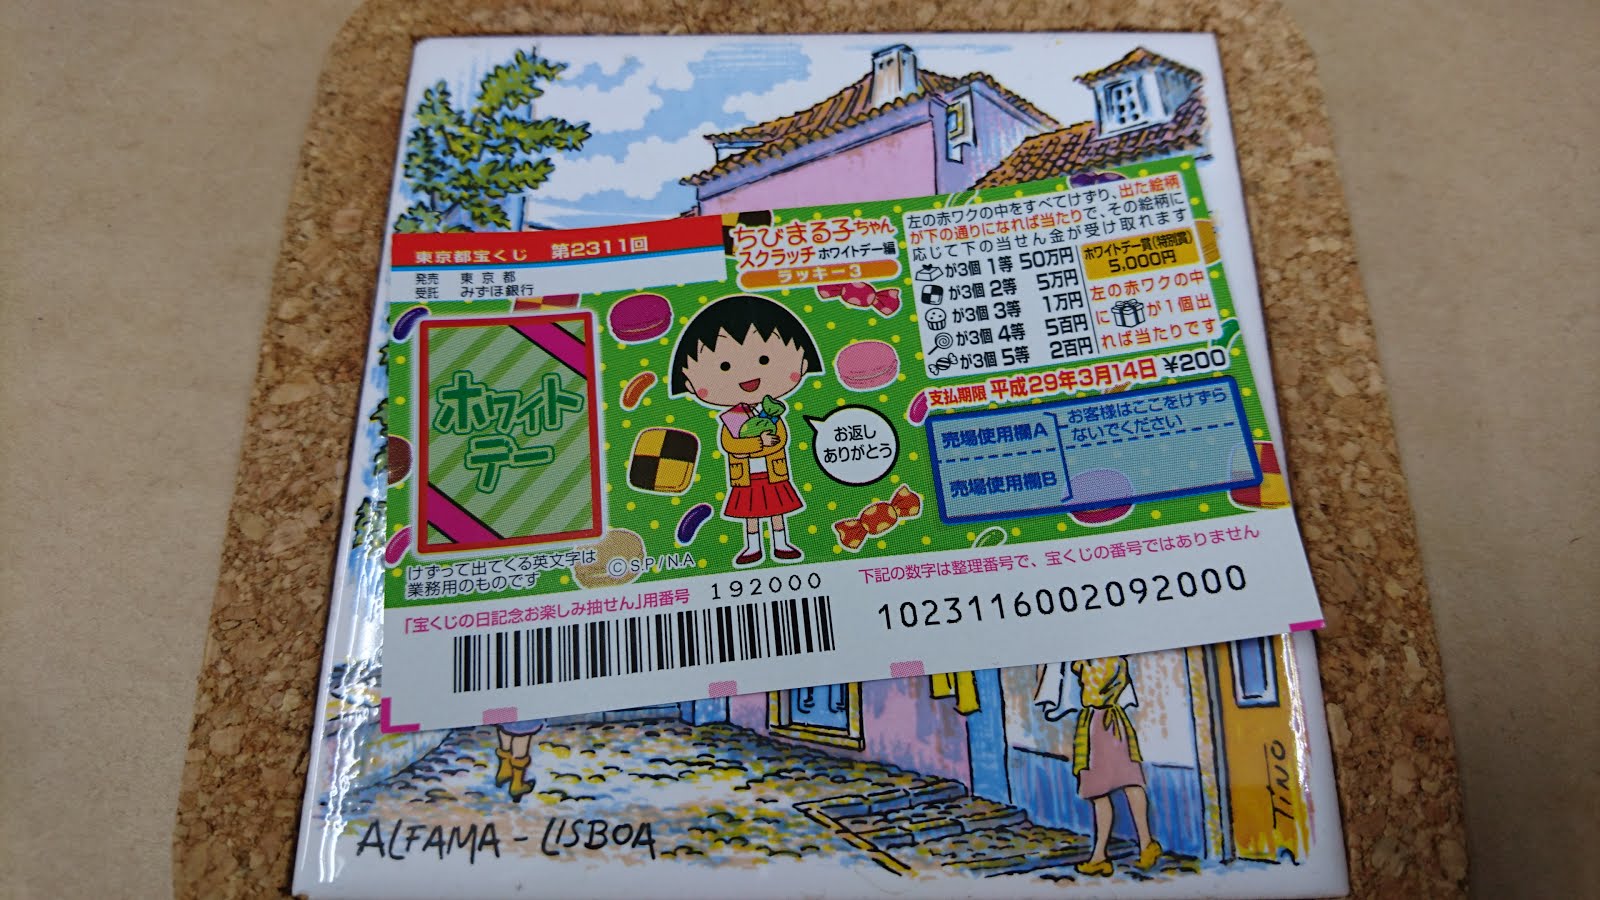 東京都宝くじ 第2311回
発売 東京都
受託 みずほ銀行
ちびまる子ちゃん
スクラッチ ホワイトデー編
ラッキー3
左の赤ワクの中をすべてけずり、出た絵柄
が下の通りになれば当たりで、その絵柄に
応じて下の当せん金が受け取れます
が3個 1等 50万円
が3個 2等 5万円
が3個 3等 1万円
が3個 4等 5百円
が3個 5等 2百円
ホワイトデー賞(特別賞)
5,000円
左の赤ワクの中
に が1個出
れば当たりです
支払期限 平成29年3月14日 ¥200
ホワイト
デー
お返し
ありがとう
売場使用欄A
売場使用欄B
お客様はここをけずら
ないでください
けずって出てくる英文字は
業務用のものです
©S.P/N.A
「宝くじの日記念お楽しみ抽せん」用番号 192000
下記の数字は整理番号で、宝くじの番号ではありません
1023116002092000
ALFAMA - LISBOA
TINO